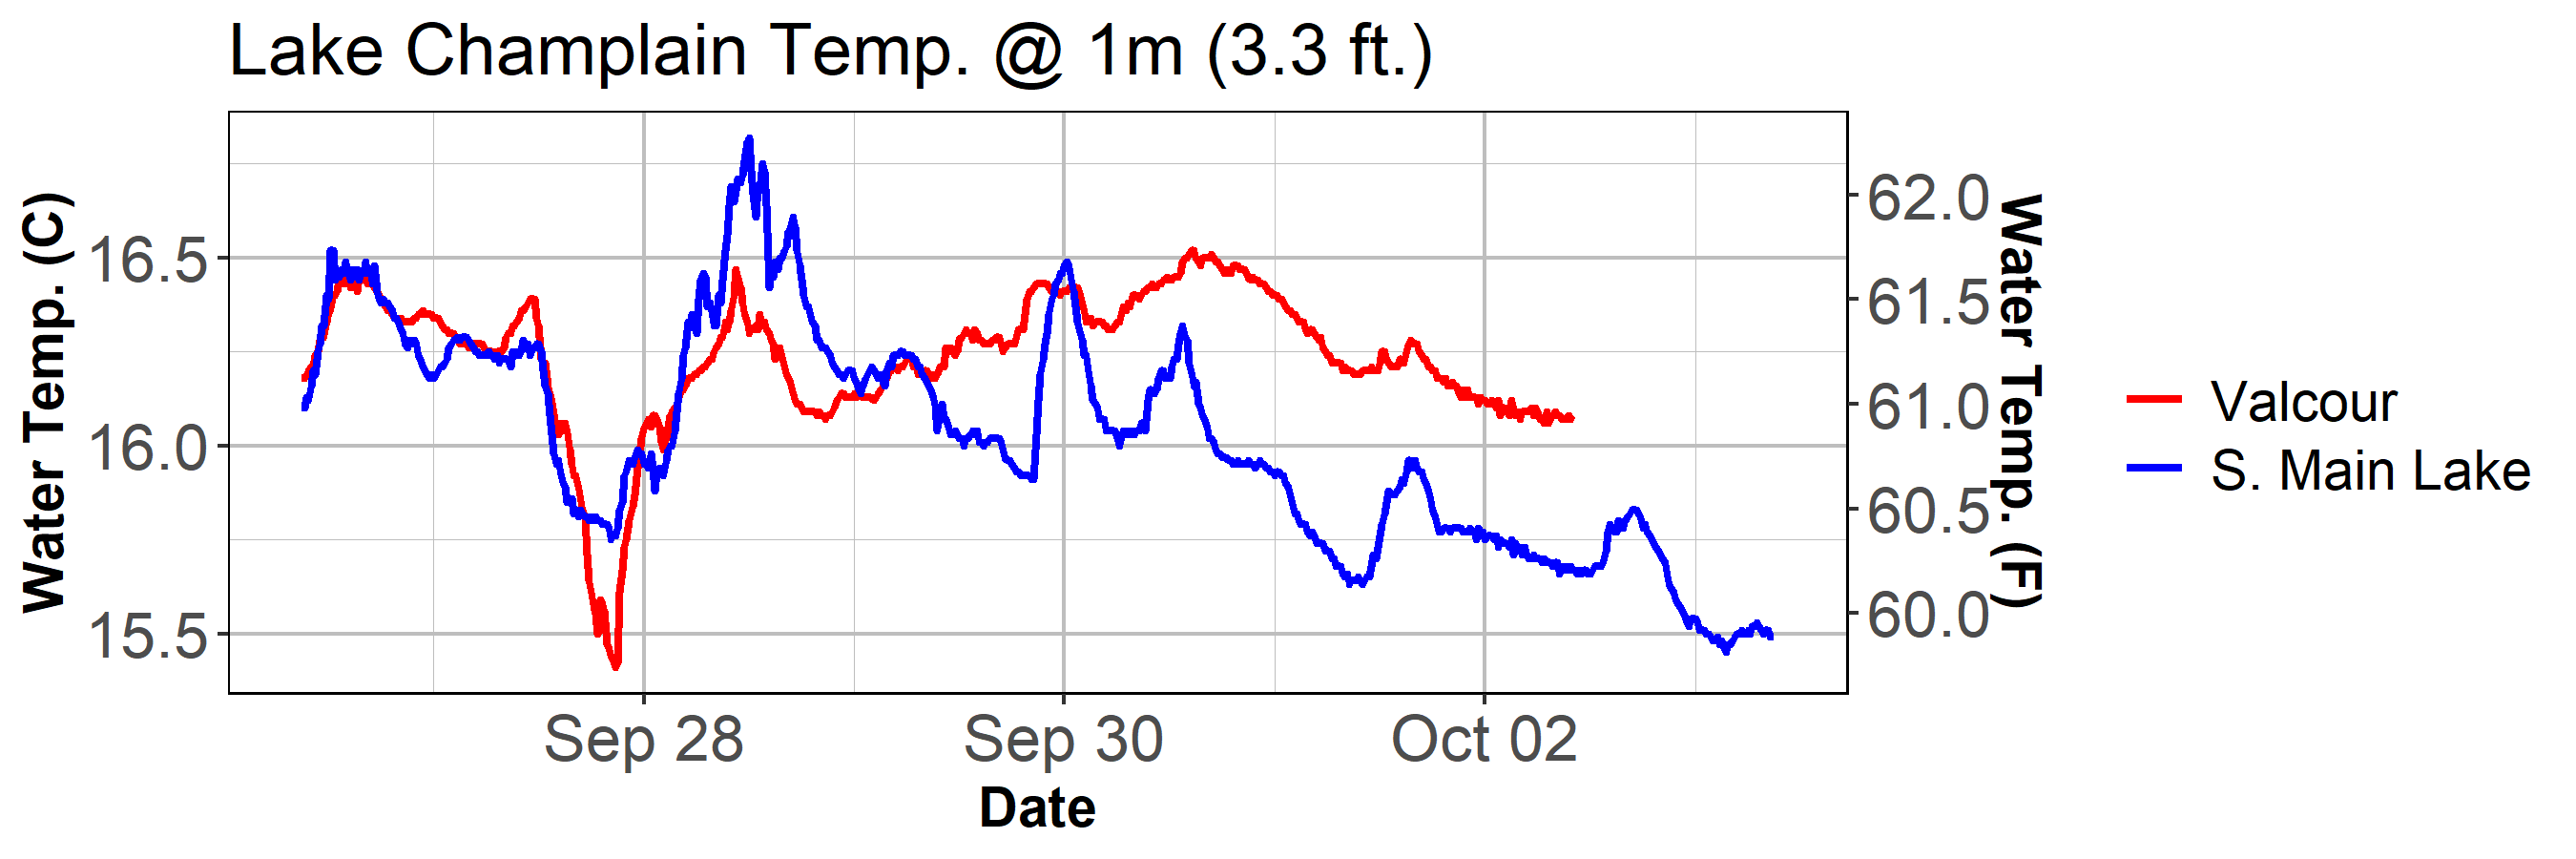 Lake Champlain Temp. @ 1m (3.3 ft.)
Water Temp. (C)
16.5
16.0
15.5
62.0
61.5
61.0
60.5
60.0
Water Temp. (F)
Sep 28
Sep 30
Oct 02
Date
Valcour
S. Main Lake